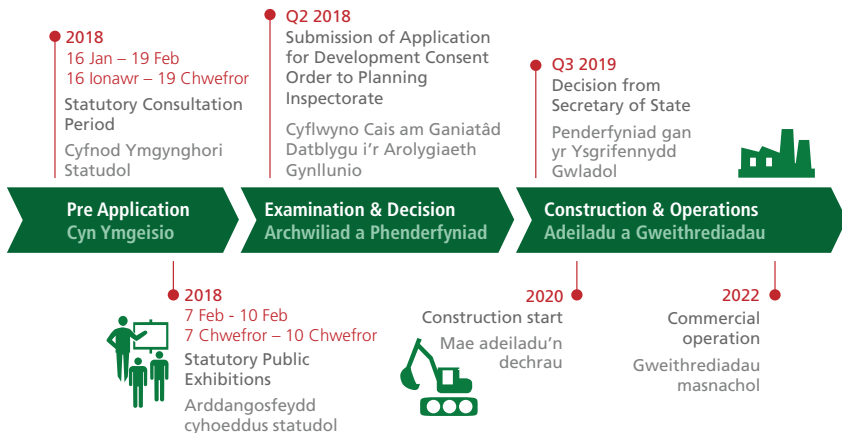 2018
16 Jan – 19 Feb
16 Ionawr – 19 Chwefror
Statutory Consultation
Period
Cyfnod Ymgynghori
Statudol
Q2 2018
Submission of Application
for Development Consent
Order to Planning
Inspectorate
Cyflwyno Cais am Ganiatâd
Datblygu i'r Arolygiaeth
Gynllunio
Q3 2019
Decision from
Secretary of State
Penderfyniad gan
yr Ysgrifennydd
Gwladol
Pre Application
Cyn Ymgeisio
Examination & Decision
Archwiliad a Phenderfyniad
Construction & Operations
Adeiladu a Gweithrediadau
2018
7 Feb - 10 Feb
7 Chwefror – 10 Chwefror
Statutory Public
Exhibitions
Arddangosfeydd
cyhoeddus statudol
2020
Construction start
Mae adeiladu'n
dechrau
2022
Commercial
operation
Gweithrediadau
masnachol